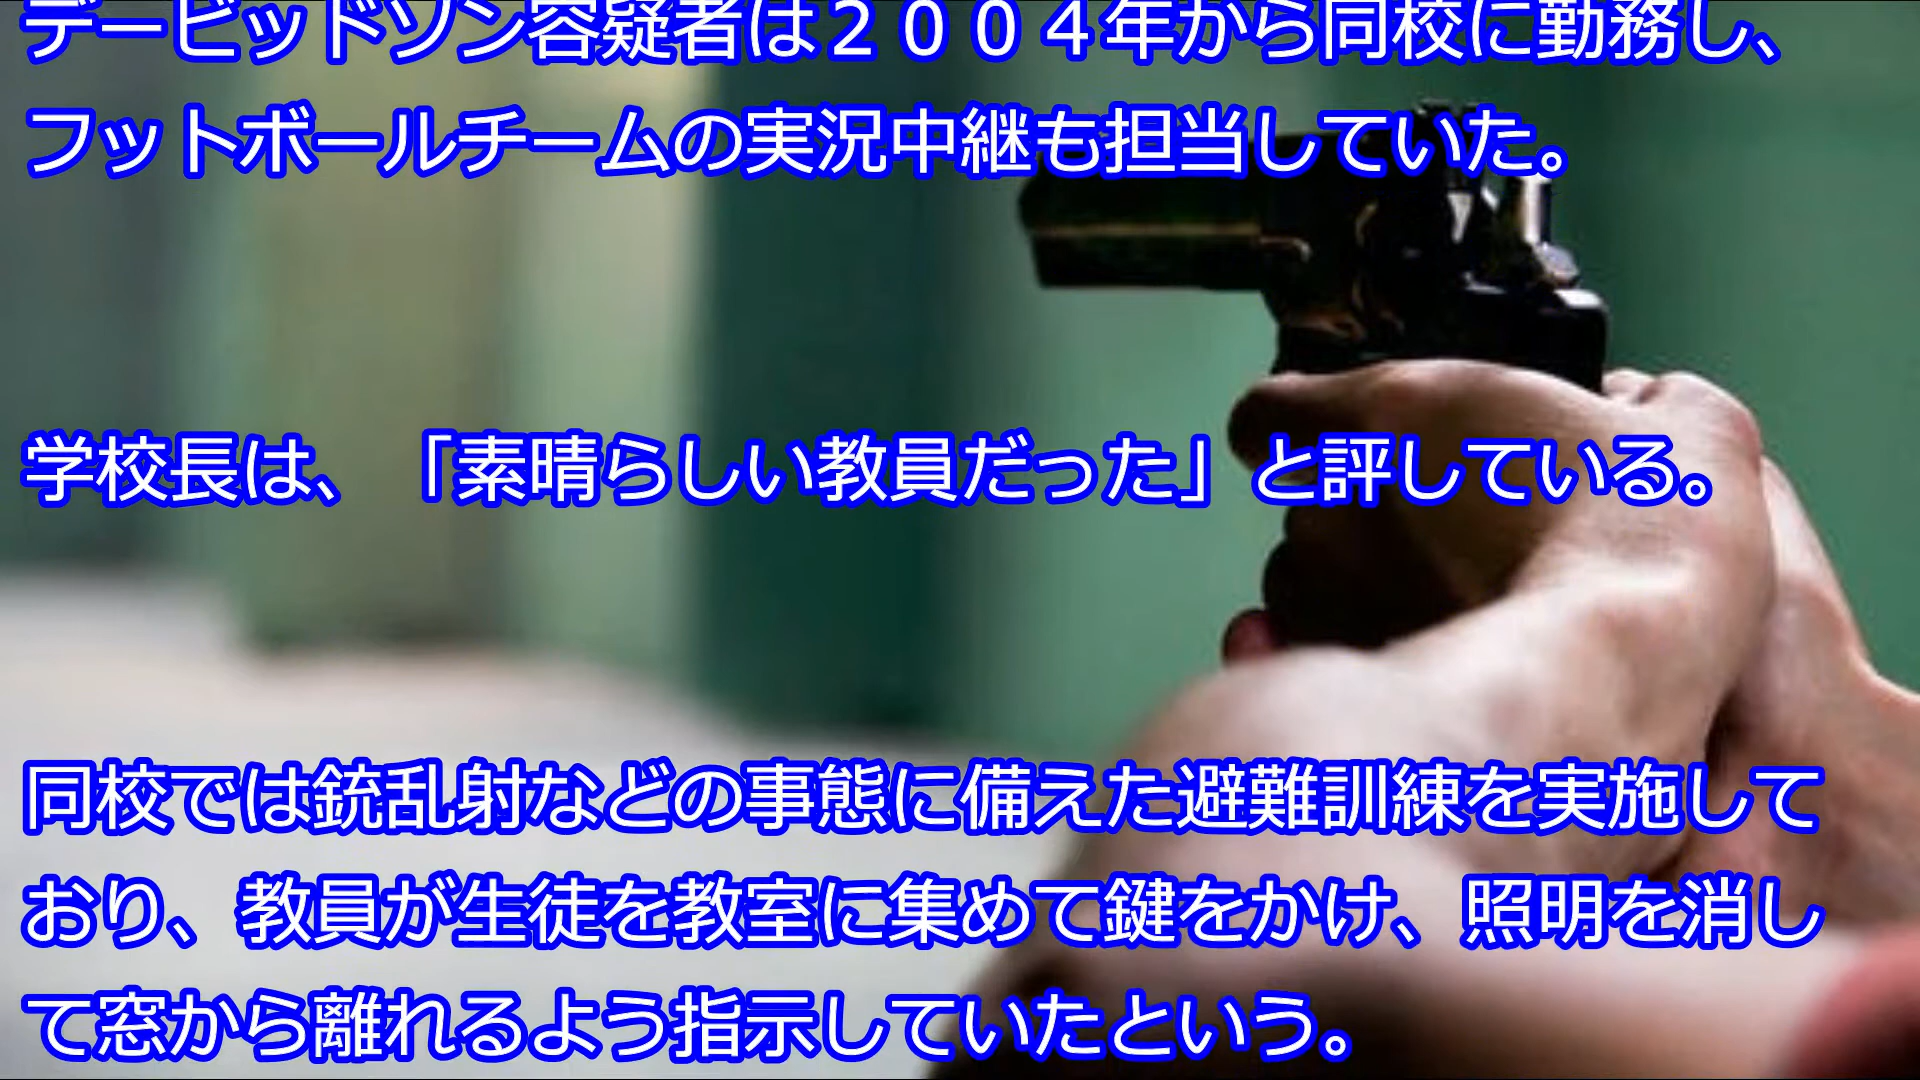 デービッドソン容疑者は２００４年から同校に勤務し、
フットボールチームの実況中継も担当していた。
学校長は、「素晴らしい教員だった」と評している。
同校では銃乱射などの事態に備えた避難訓練を実施して
おり、教員が生徒を教室に集めて鍵をかけ、照明を消し
て窓から離れるよう指示していたという。